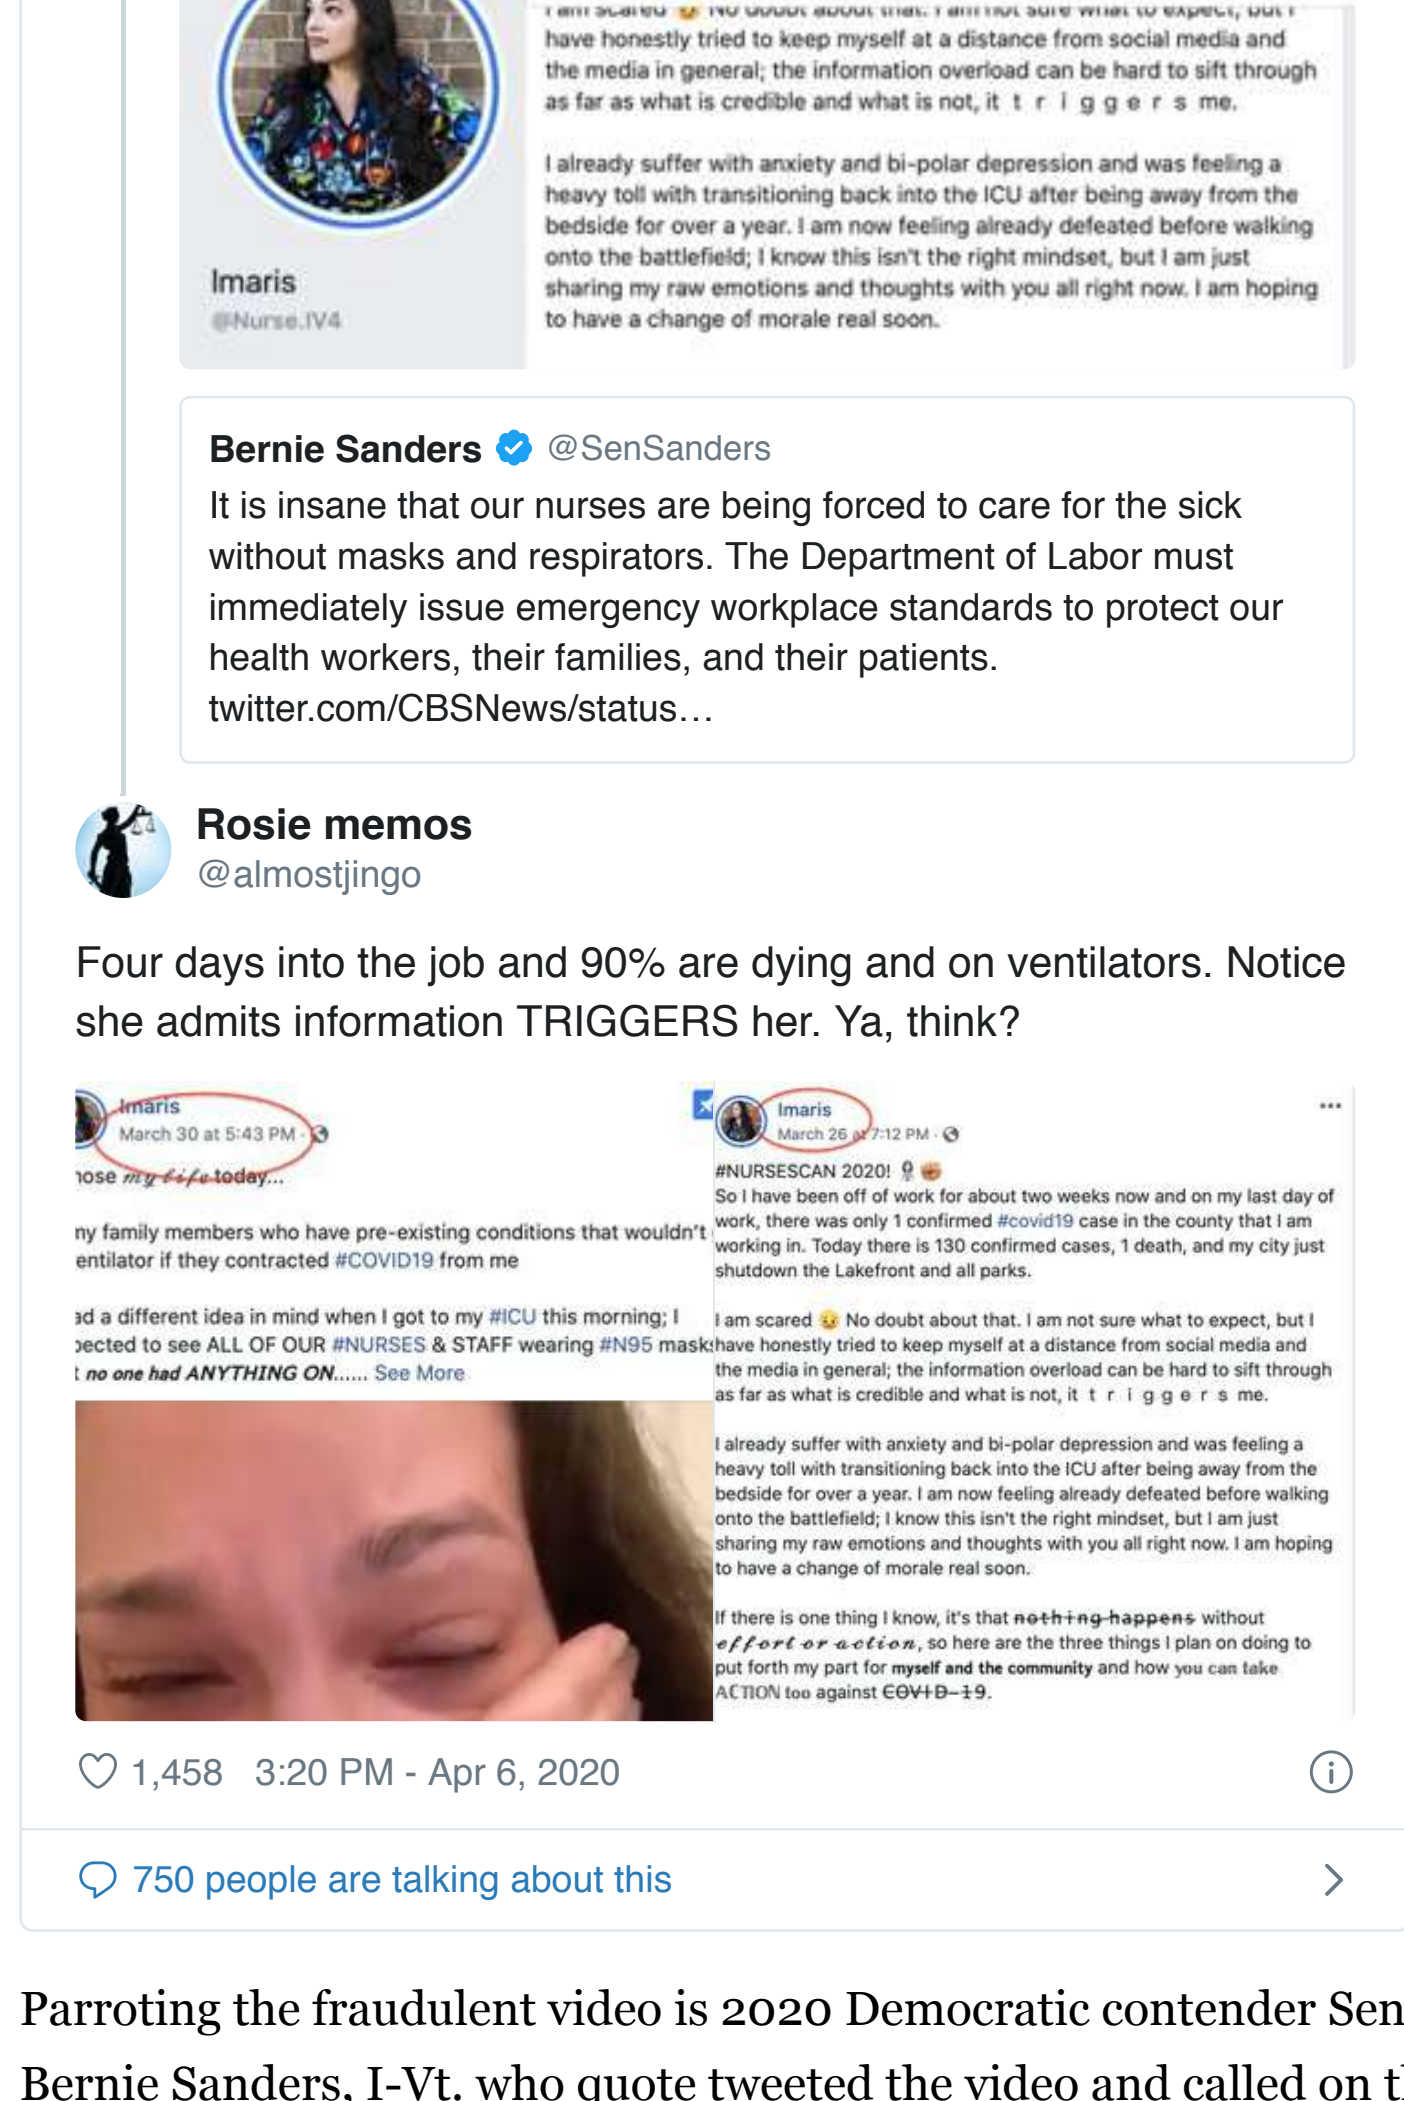 I am scared 😟 No doubt about that. I am not sure what to expect, but I
have honestly tried to keep myself at a distance from social media and
the media in general; the information overload can be hard to sift through
as far as what is credible and what is not, it t r i g g e r s me.
I already suffer with anxiety and bi-polar depression and was feeling a
heavy toll with transitioning back into the ICU after being away from the
bedside for over a year. I am now feeling already defeated before walking
onto the battlefield; I know this isn't the right mindset, but I am just
sharing my raw emotions and thoughts with you all right now. I am hoping
to have a change of morale real soon.
Imaris
@Nurse.IV4
Bernie Sanders @SenSanders
It is insane that our nurses are being forced to care for the sick
without masks and respirators. The Department of Labor must
immediately issue emergency workplace standards to protect our
health workers, their families, and their patients.
twitter.com/CBSNews/status…
Rosie memos
@almostjingo
Four days into the job and 90% are dying and on ventilators. Notice
she admits information TRIGGERS her. Ya, think?
Imaris
March 30 at 5:43 PM ·
hose my life today...
my family members who have pre-existing conditions that wouldn't
entilator if they contracted #COVID19 from me
ad a different idea in mind when I got to my #ICU this morning; I
pected to see ALL OF OUR #NURSES & STAFF wearing #N95 masks
t no one had ANYTHING ON...... See More
Imaris
March 26 at 7:12 PM ·
#NURSESCAN 2020! 🎗✊
So I have been off of work for about two weeks now and on my last day of
work, there was only 1 confirmed #covid19 case in the county that I am
working in. Today there is 130 confirmed cases, 1 death, and my city just
shutdown the Lakefront and all parks.
I am scared 😟 No doubt about that. I am not sure what to expect, but I
have honestly tried to keep myself at a distance from social media and
the media in general; the information overload can be hard to sift through
as far as what is credible and what is not, it t r i g g e r s me.
I already suffer with anxiety and bi-polar depression and was feeling a
heavy toll with transitioning back into the ICU after being away from the
bedside for over a year. I am now feeling already defeated before walking
onto the battlefield; I know this isn't the right mindset, but I am just
sharing my raw emotions and thoughts with you all right now. I am hoping
to have a change of morale real soon.
If there is one thing I know, it's that nothing happens without
effort or action, so here are the three things I plan on doing to
put forth my part for myself and the community and how you can take
ACTION too against COVID-19.
1,458 3:20 PM - Apr 6, 2020
750 people are talking about this
Parroting the fraudulent video is 2020 Democratic contender Sen
Bernie Sanders, I-Vt. who quote tweeted the video and called on th